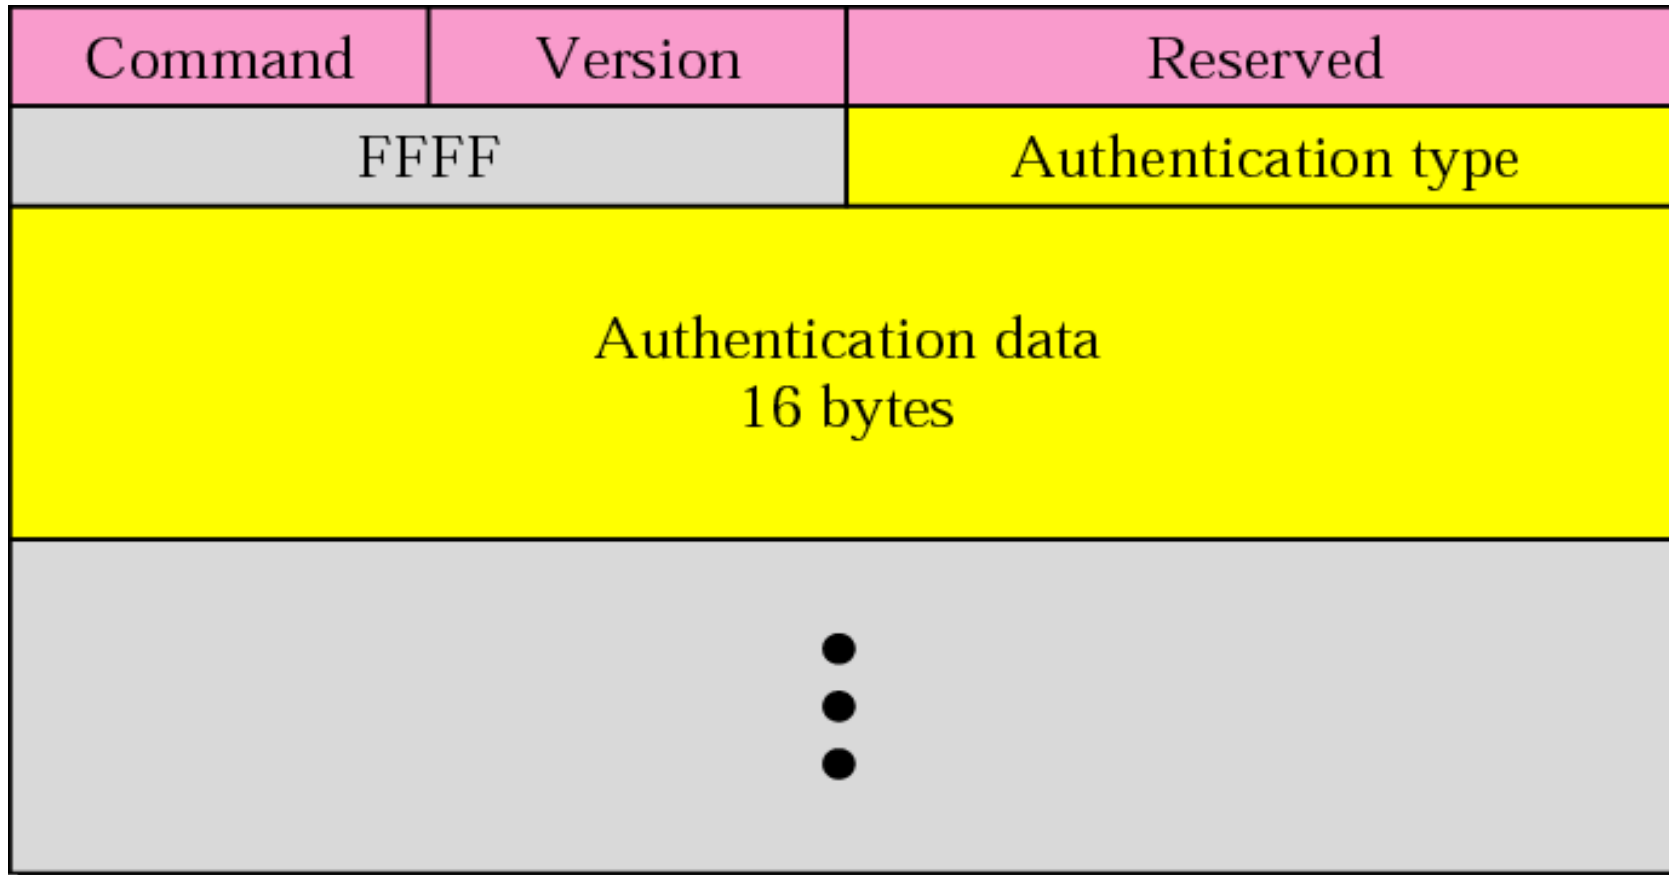 Command Version Reserved
FFFF Authentication type
Authentication data
16 bytes